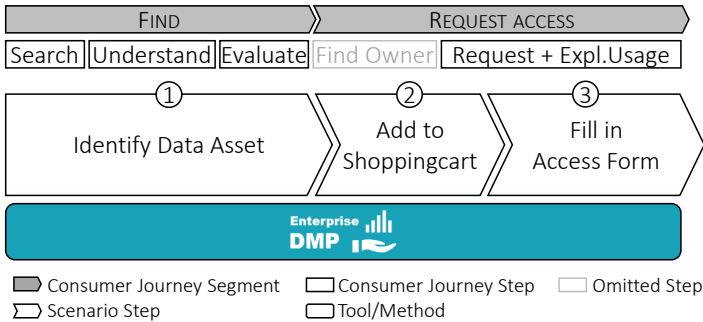 FIND REQUEST ACCESS
Search Understand Evaluate Find Owner Request + Expl.Usage
1 2 3
Identify Data Asset
Add to
Shoppingcart
Fill in
Access Form
Enterprise
DMP
Consumer Journey Segment Consumer Journey Step Omitted Step
Scenario Step Tool/Method